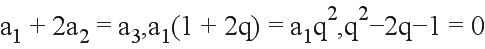 a₁ + 2a₂ = a₃,a₁(1 + 2q) = a₁q²,q²−2q−1 = 0